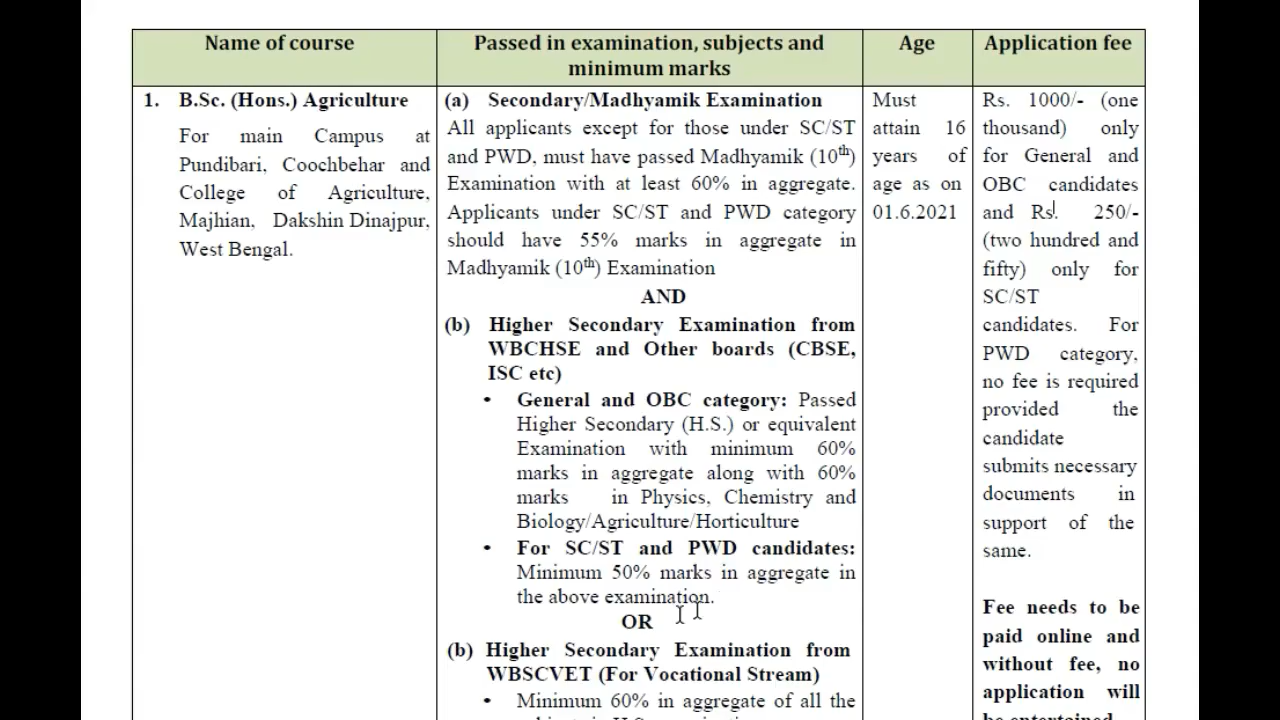 Name of course
Passed in examination, subjects and
minimum marks
Age
Application fee
1. B.Sc. (Hons.) Agriculture
For main Campus at
Pundibari, Coochbehar and
College of Agriculture,
Majhian, Dakshin Dinajpur,
West Bengal.
(a) Secondary/Madhyamik Examination
All applicants except for those under SC/ST
and PWD, must have passed Madhyamik (10th)
Examination with at least 60% in aggregate.
Applicants under SC/ST and PWD category
should have 55% marks in aggregate in
Madhyamik (10th) Examination
AND
(b) Higher Secondary Examination from
WBCHSE and Other boards (CBSE,
ISC etc)
• General and OBC category: Passed
Higher Secondary (H.S.) or equivalent
Examination with minimum 60%
marks in aggregate along with 60%
marks in Physics, Chemistry and
Biology/Agriculture/Horticulture
• For SC/ST and PWD candidates:
Minimum 50% marks in aggregate in
the above examination.
OR
(b) Higher Secondary Examination from
WBSCVET (For Vocational Stream)
• Minimum 60% in aggregate of all the
Must
attain 16
years of
age as on
01.6.2021
Rs. 1000/- (one
thousand) only
for General and
OBC candidates
and Rs. 250/-
(two hundred and
fifty) only for
SC/ST
candidates. For
PWD category,
no fee is required
provided the
candidate
submits necessary
documents in
support of the
same.
Fee needs to be
paid online and
without fee, no
application will